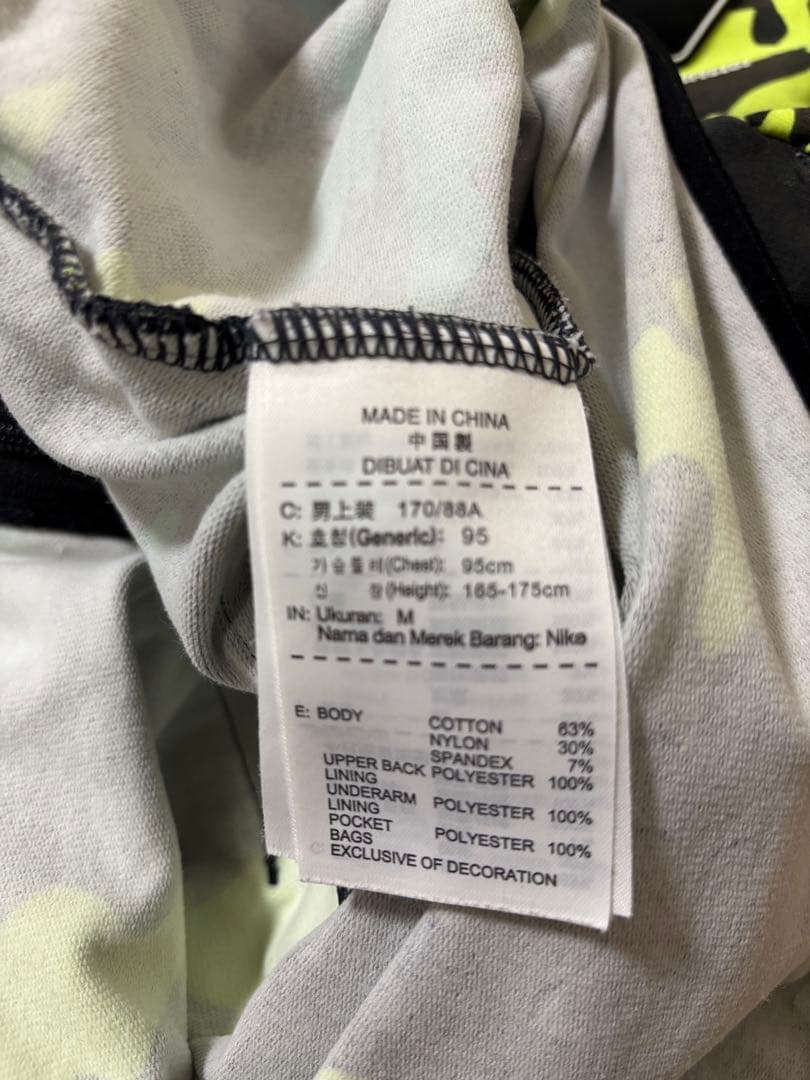 MADE IN CHINA
中国製
DIBUAT DI CINA
C: 男上装 170/88A
K: 호칭(Generic): 95
가슴둘레(Chest): 95cm
신 장(Height): 165-175cm
IN: Ukuran: M
Nama dan Merek Barang: Nike
E: BODY COTTON 63%
NYLON 30%
SPANDEX 7%
UPPER BACK POLYESTER 100%
LINING
UNDERARM POLYESTER 100%
LINING
POCKET POLYESTER 100%
BAGS
EXCLUSIVE OF DECORATION